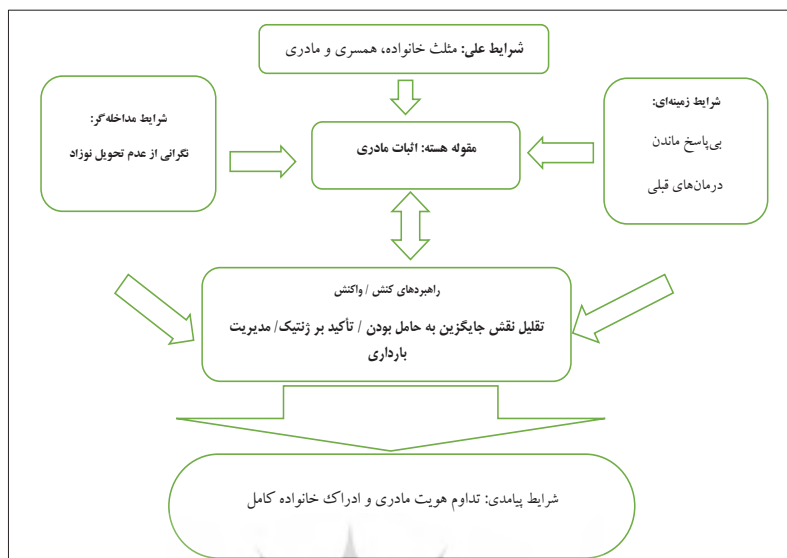 شرایط علی: مثلث خانواده، همسری و مادری
شرایط زمینه‌ای:
بی‌پاسخ ماندن
درمان‌های قبلی
شرایط مداخله‌گر:
نگرانی از عدم تحویل نوزاد
مقوله هسته: اثبات مادری
راهبردهای کنش / واکنش
تقلیل نقش جایگزین به حامل بودن / تأکید بر ژنتیک/ مدیریت
بارداری
شرایط پیامدی: تداوم هویت مادری و ادراک خانواده کامل